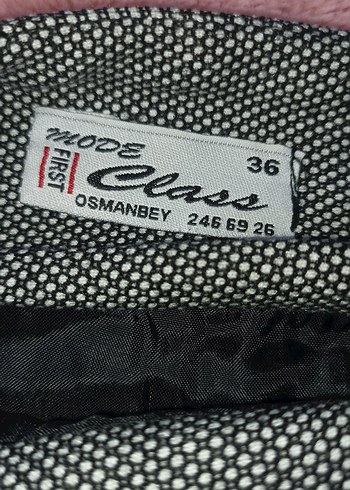 MODE
36
FIRST Class
OSMANBEY 246 69 26